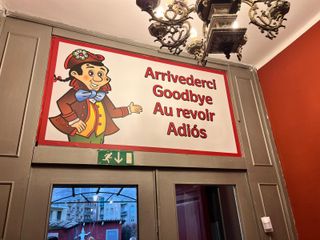 Arrivederci
Goodbye
Au revoir
Adiós